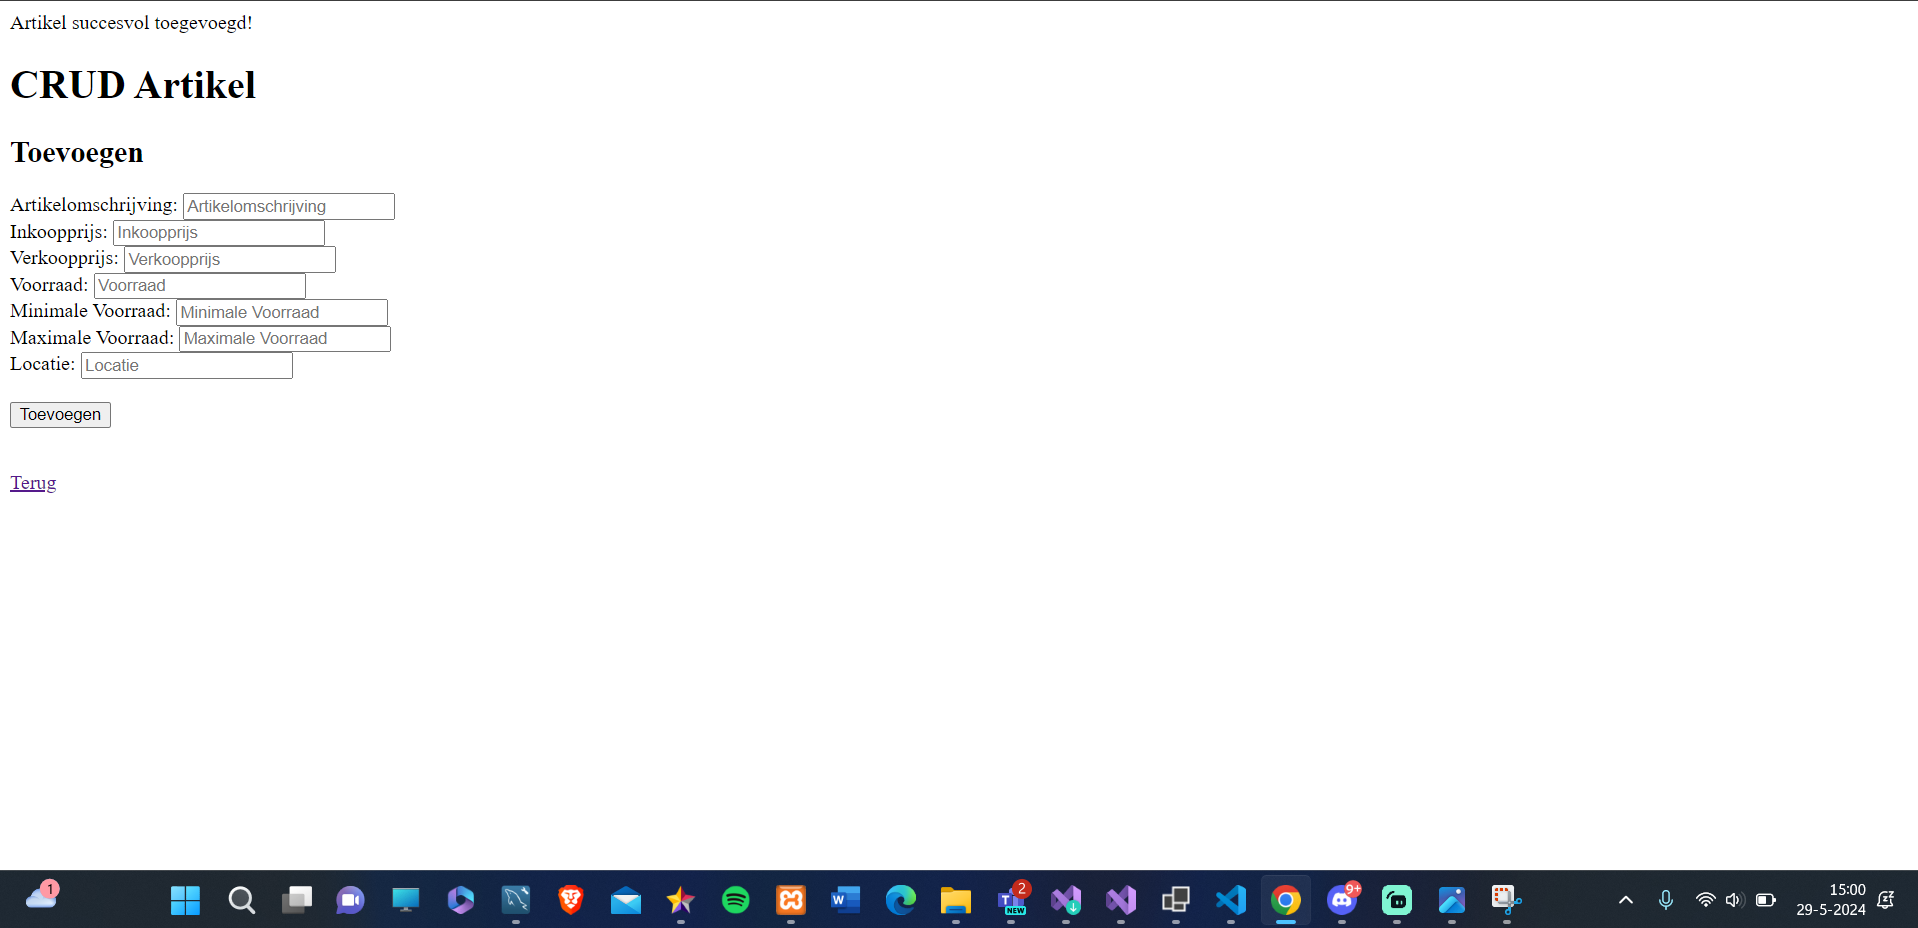 Artikel succesvol toegevoegd!
CRUD Artikel
Toevoegen
Artikelomschrijving: Artikelomschrijving
Inkoopprijs: Inkoopprijs
Verkoopprijs: Verkoopprijs
Voorraad: Voorraad
Minimale Voorraad: Minimale Voorraad
Maximale Voorraad: Maximale Voorraad
Locatie: Locatie
Toevoegen
Terug
1
W
T 2
NEW
9+
15:00
29-5-2024